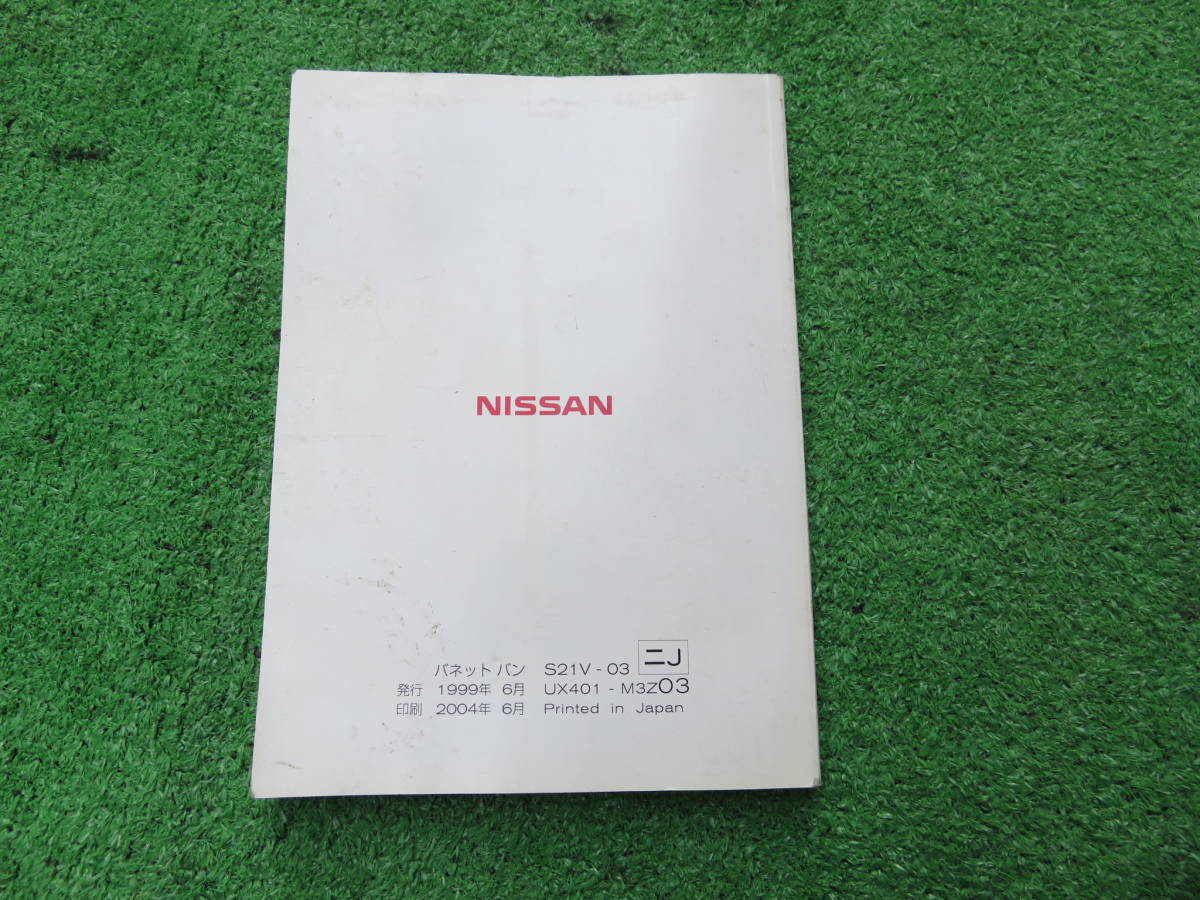 NISSAN
バネット バン S21V - 03 ニJ
発行 1999年 6月 UX401 - M3Z03
印刷 2004年 6月 Printed in Japan